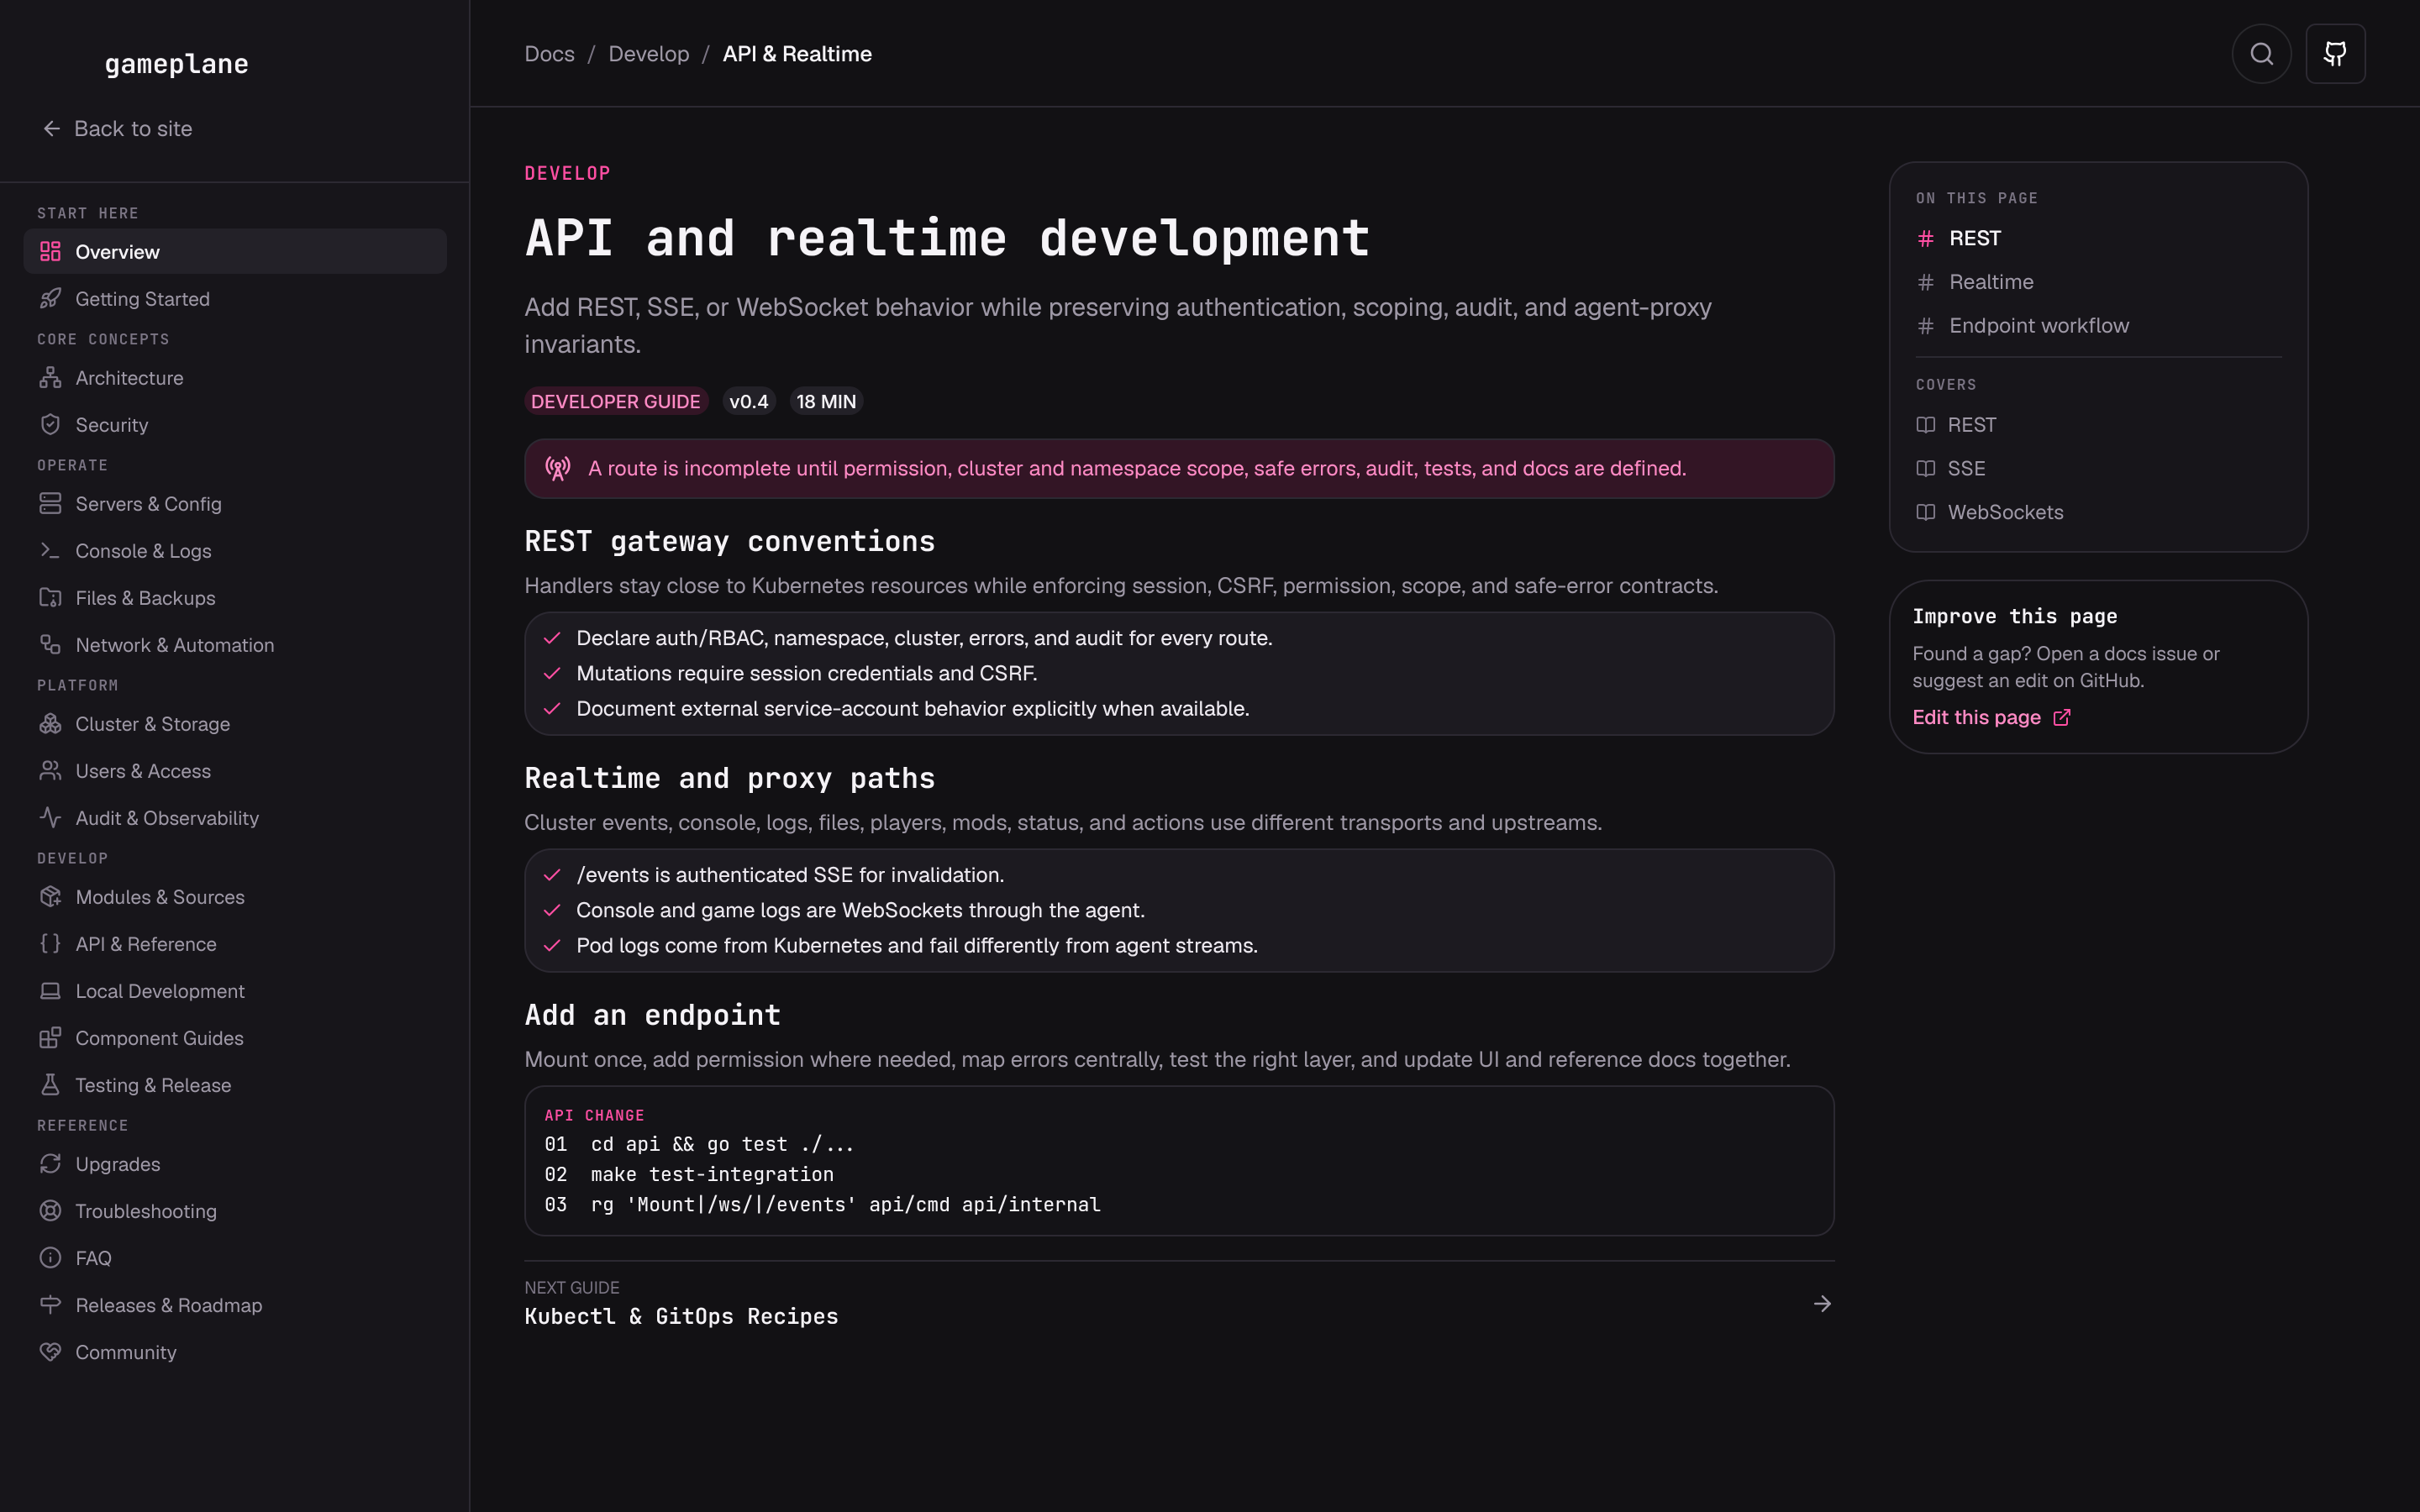 gameplane
Back to site
START HERE
Overview
Getting Started
CORE CONCEPTS
Architecture
Security
OPERATE
Servers & Config
Console & Logs
Files & Backups
Network & Automation
PLATFORM
Cluster & Storage
Users & Access
Audit & Observability
DEVELOP
Modules & Sources
API & Reference
Local Development
Component Guides
Testing & Release
REFERENCE
Upgrades
Troubleshooting
FAQ
Releases & Roadmap
Community
Docs / Develop / API & Realtime
DEVELOP
API and realtime development
Add REST, SSE, or WebSocket behavior while preserving authentication, scoping, audit, and agent-proxy
invariants.
DEVELOPER GUIDE v0.4 18 MIN
A route is incomplete until permission, cluster and namespace scope, safe errors, audit, tests, and docs are defined.
REST gateway conventions
Handlers stay close to Kubernetes resources while enforcing session, CSRF, permission, scope, and safe-error contracts.
Declare auth/RBAC, namespace, cluster, errors, and audit for every route.
Mutations require session credentials and CSRF.
Document external service-account behavior explicitly when available.
Realtime and proxy paths
Cluster events, console, logs, files, players, mods, status, and actions use different transports and upstreams.
/events is authenticated SSE for invalidation.
Console and game logs are WebSockets through the agent.
Pod logs come from Kubernetes and fail differently from agent streams.
Add an endpoint
Mount once, add permission where needed, map errors centrally, test the right layer, and update UI and reference docs together.
API CHANGE
01 cd api && go test ./...
02 make test-integration
03 rg 'Mount|/ws/|/events' api/cmd api/internal
NEXT GUIDE
Kubectl & GitOps Recipes
ON THIS PAGE
# REST
# Realtime
# Endpoint workflow
COVERS
REST
SSE
WebSockets
Improve this page
Found a gap? Open a docs issue or
suggest an edit on GitHub.
Edit this page